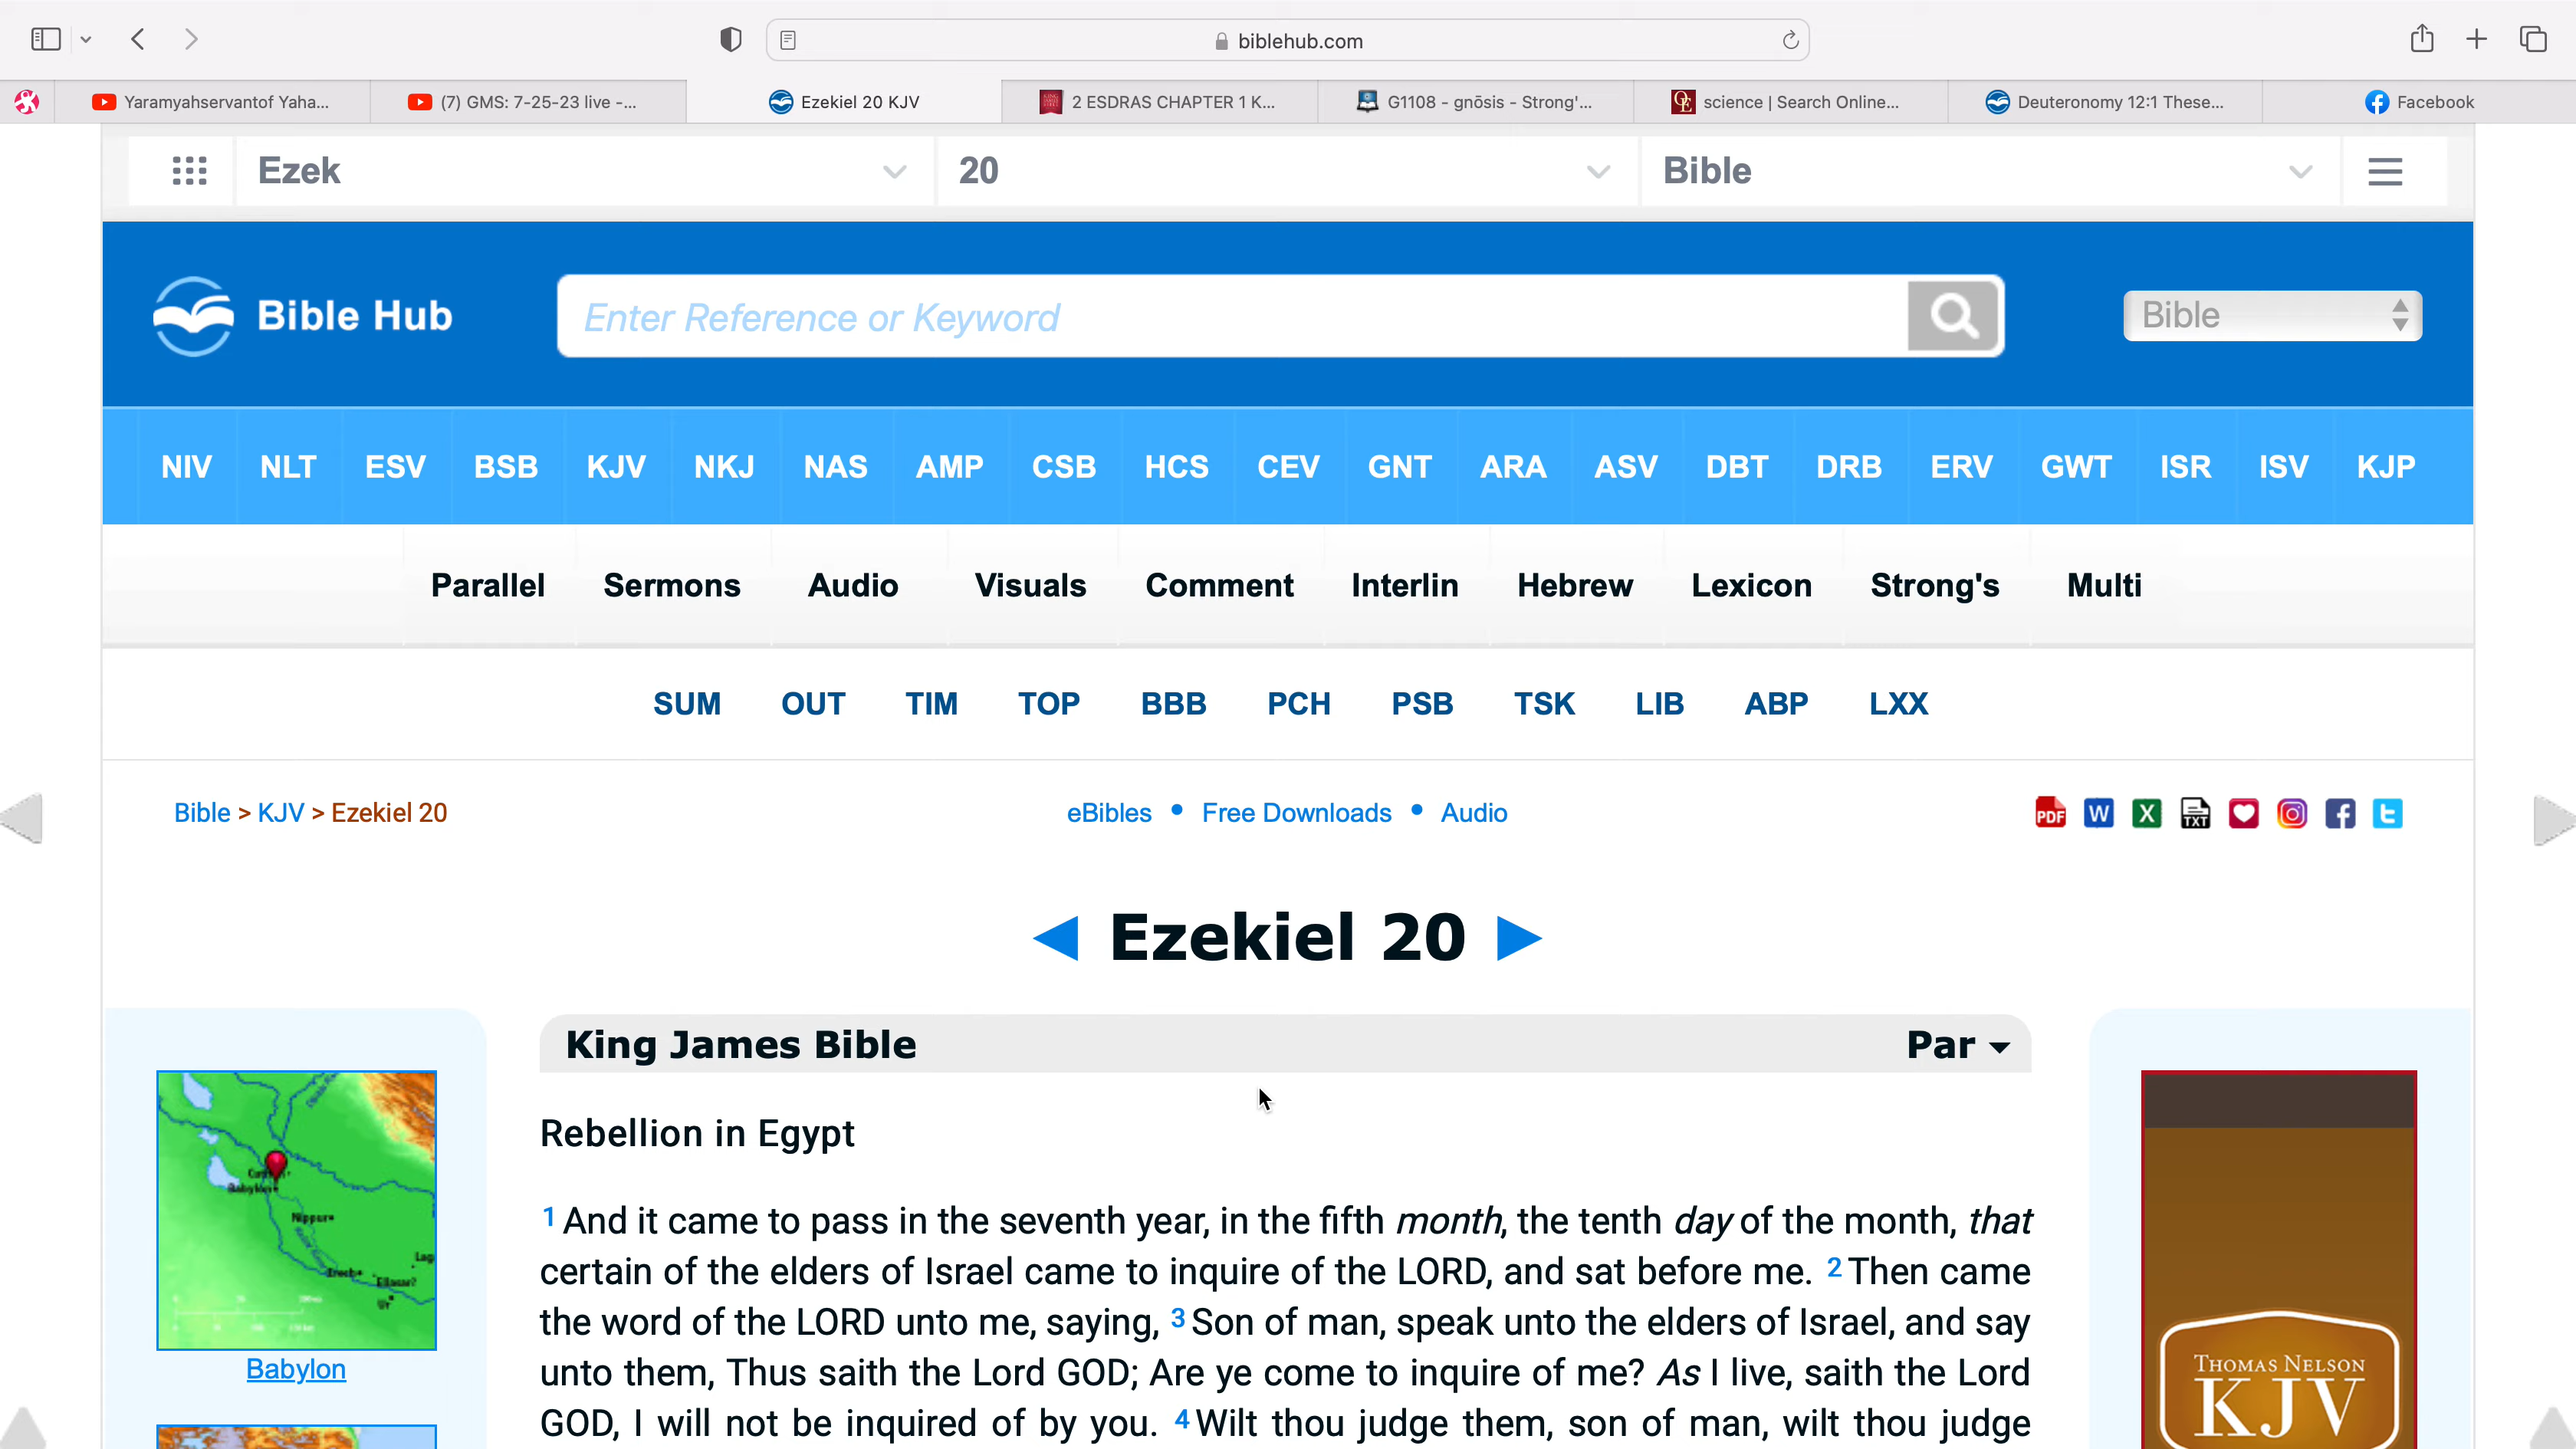 biblehub.com
Yaramyahservantof Yaha...
(7) GMS: 7-25-23 live -...
Ezekiel 20 KJV
2 ESDRAS CHAPTER 1 K...
G1108 - gnōsis - Strong'...
science | Search Online...
Deuteronomy 12:1 These...
Facebook
Ezek
20
Bible
Bible Hub
Enter Reference or Keyword
Bible
NIV NLT ESV BSB KJV NKJ NAS AMP CSB HCS CEV GNT ARA ASV DBT DRB ERV GWT ISR ISV KJP
Parallel Sermons Audio Visuals Comment Interlin Hebrew Lexicon Strong's Multi
SUM OUT TIM TOP BBB PCH PSB TSK LIB ABP LXX
Bible > KJV > Ezekiel 20
eBibles • Free Downloads • Audio
PDF W X TXT
◄ Ezekiel 20 ►
King James Bible
Par
Rebellion in Egypt
1 And it came to pass in the seventh year, in the fifth month, the tenth day of the month, that
certain of the elders of Israel came to inquire of the LORD, and sat before me. 2 Then came
the word of the LORD unto me, saying, 3 Son of man, speak unto the elders of Israel, and say
unto them, Thus saith the Lord GOD; Are ye come to inquire of me? As I live, saith the Lord
GOD, I will not be inquired of by you. 4 Wilt thou judge them, son of man, wilt thou judge
Babylon
Nippur
Erech
Ellasar?
Ur
Babylon
THOMAS NELSON
KJV